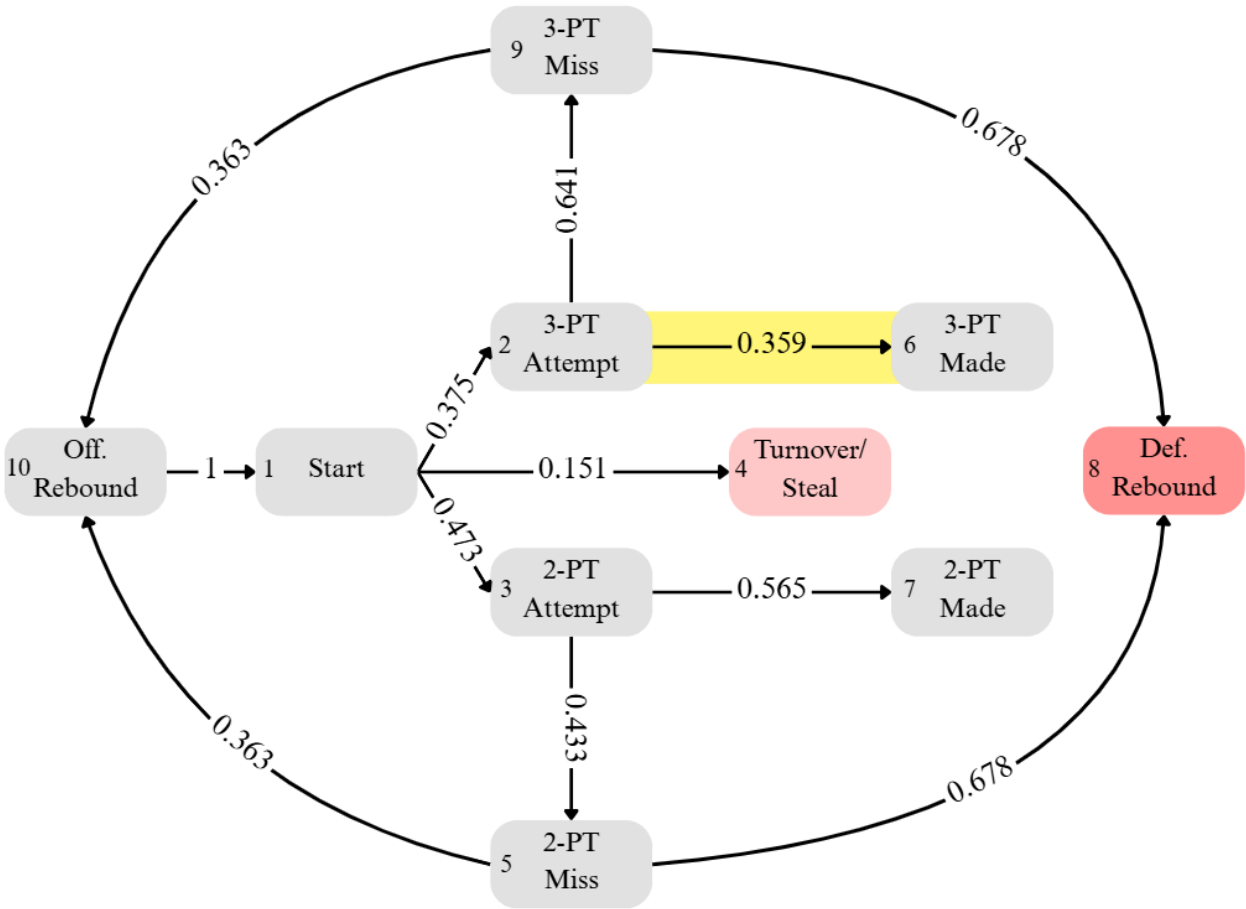 9
3-PT
Miss
0.363
0.678
0.641
2
3-PT
Attempt
0.359
6
3-PT
Made
0.375
10
Off.
Rebound
1
1
Start
0.151
4
Turnover/
Steal
8
Def.
Rebound
0.473
3
2-PT
Attempt
0.565
7
2-PT
Made
0.433
0.363
0.678
5
2-PT
Miss